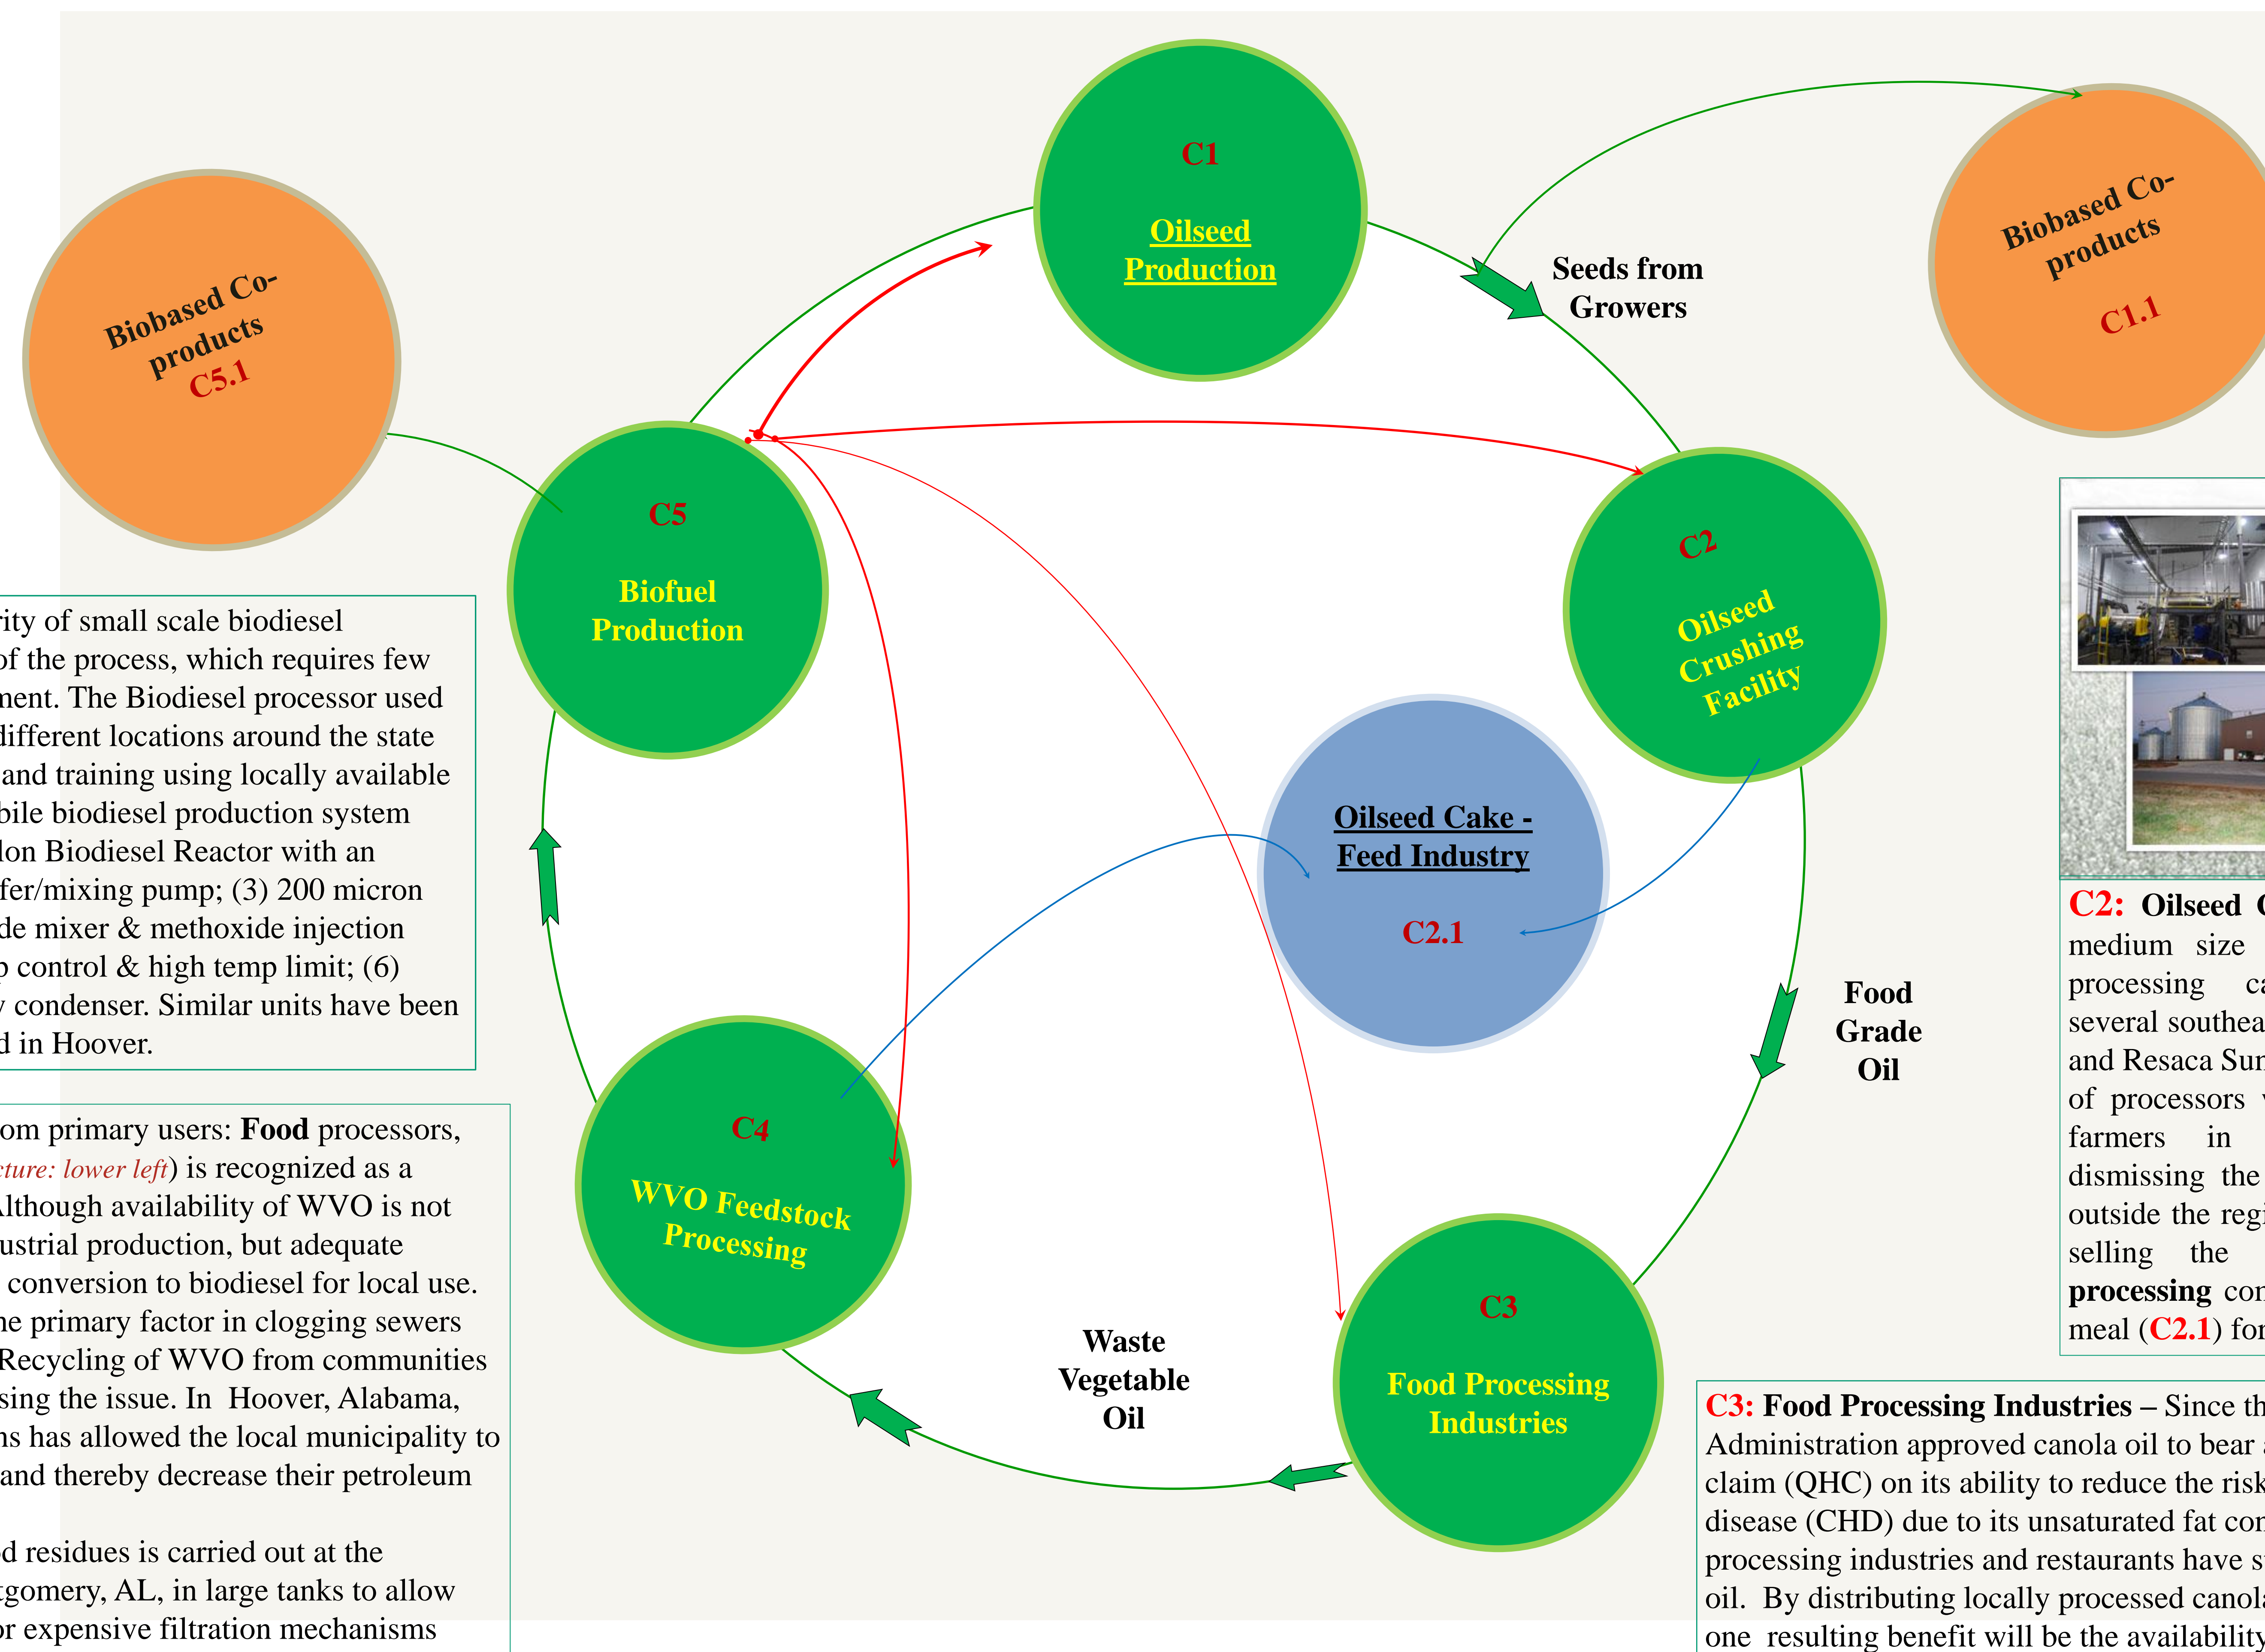 C1
Oilseed
Production
Seeds from
Growers
Biobased Co-
products
C1.1
Biobased Co-
products
C5.1
C5
Biofuel
Production
C2
Oilseed
Crushing
Facility
Oilseed Cake -
Feed Industry
C2.1
Food
Grade
Oil
C4
WVO Feedstock
Processing
Waste
Vegetable
Oil
C3
Food Processing
Industries
rity of small scale biodiesel
of the process, which requires few
ment. The Biodiesel processor used
different locations around the state
and training using locally available
bile biodiesel production system
lon Biodiesel Reactor with an
fer/mixing pump; (3) 200 micron
de mixer & methoxide injection
p control & high temp limit; (6)
y condenser. Similar units have been
d in Hoover.
om primary users: Food processors,
cture: lower left) is recognized as a
Although availability of WVO is not
ustrial production, but adequate
conversion to biodiesel for local use.
he primary factor in clogging sewers
Recycling of WVO from communities
sing the issue. In Hoover, Alabama,
ns has allowed the local municipality to
and thereby decrease their petroleum
d residues is carried out at the
tgomery, AL, in large tanks to allow
or expensive filtration mechanisms
C2: Oilseed
medium size
processing ca
several southea
and Resaca Sun
of processors
farmers in
dismissing the
outside the regi
selling the
processing con
meal (C2.1) for
C3: Food Processing Industries – Since th
Administration approved canola oil to bear
claim (QHC) on its ability to reduce the risk
disease (CHD) due to its unsaturated fat con
processing industries and restaurants have s
oil. By distributing locally processed canola
one resulting benefit will be the availability